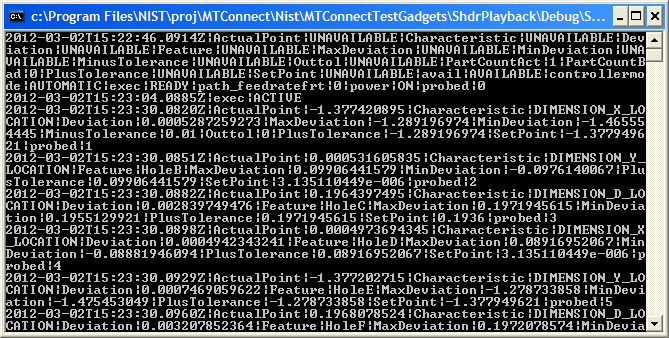 c:\Program Files\NIST\proj\MTConnect\Nist\MTConnectTestGadgets\ShdrPlayback\Debug\S...
2012-03-02T15:22:46.0914Z|ActualPoint|UNAVAILABLE|Characteristic|UNAVAILABLE|Dev
iation|UNAVAILABLE|Feature|UNAVAILABLE|MaxDeviation|UNAVAILABLE|MinDeviation|UNA
VAILABLE|MinusTolerance|UNAVAILABLE|Outtol|UNAVAILABLE|PartCountAct|1|PartCountB
ad|0|PlusTolerance|UNAVAILABLE|SetPoint|UNAVAILABLE|avail|AVAILABLE|controllermo
de|AUTOMATIC|exec|READY|path_feedratefrt|0|power|ON|probed|0
2012-03-02T15:23:04.0885Z|exec|ACTIVE
2012-03-02T15:23:30.0820Z|ActualPoint|-1.377420895|Characteristic|DIMENSION_X_LO
CATION|Deviation|0.0005287259273|MaxDeviation|-1.289196974|MinDeviation|-1.46555
4445|MinusTolerance|0.01|Outtol|0|PlusTolerance|-1.289196974|SetPoint|-1.3779496
21|probed|1
2012-03-02T15:23:30.0851Z|ActualPoint|0.000531605835|Characteristic|DIMENSION_Y_
LOCATION|Feature|HoleB|MaxDeviation|0.09906441579|MinDeviation|-0.0976140067|Plu
sTolerance|0.09906441579|SetPoint|3.135110449e-006|probed|2
2012-03-02T15:23:30.0882Z|ActualPoint|0.1964397495|Characteristic|DIMENSION_D_LO
CATION|Deviation|0.002839749476|Feature|HoleC|MaxDeviation|0.1971945615|MinDevia
tion|0.1955129921|PlusTolerance|0.1971945615|SetPoint|0.1936|probed|3
2012-03-02T15:23:30.0898Z|ActualPoint|0.0004973694345|Characteristic|DIMENSION_X
_LOCATION|Deviation|0.0004942343241|Feature|HoleD|MaxDeviation|0.08916952067|Min
Deviation|-0.08881946094|PlusTolerance|0.08916952067|SetPoint|3.135110449e-006|p
robed|4
2012-03-02T15:23:30.0929Z|ActualPoint|-1.377202715|Characteristic|DIMENSION_Y_LO
CATION|Deviation|0.0007469059622|Feature|HoleE|MaxDeviation|-1.278733858|MinDevi
ation|-1.475453049|PlusTolerance|-1.278733858|SetPoint|-1.377949621|probed|5
2012-03-02T15:23:30.0960Z|ActualPoint|0.1968078524|Characteristic|DIMENSION_D_LO
CATION|Deviation|0.003207852364|Feature|HoleF|MaxDeviation|0.1972078574|MinDevia